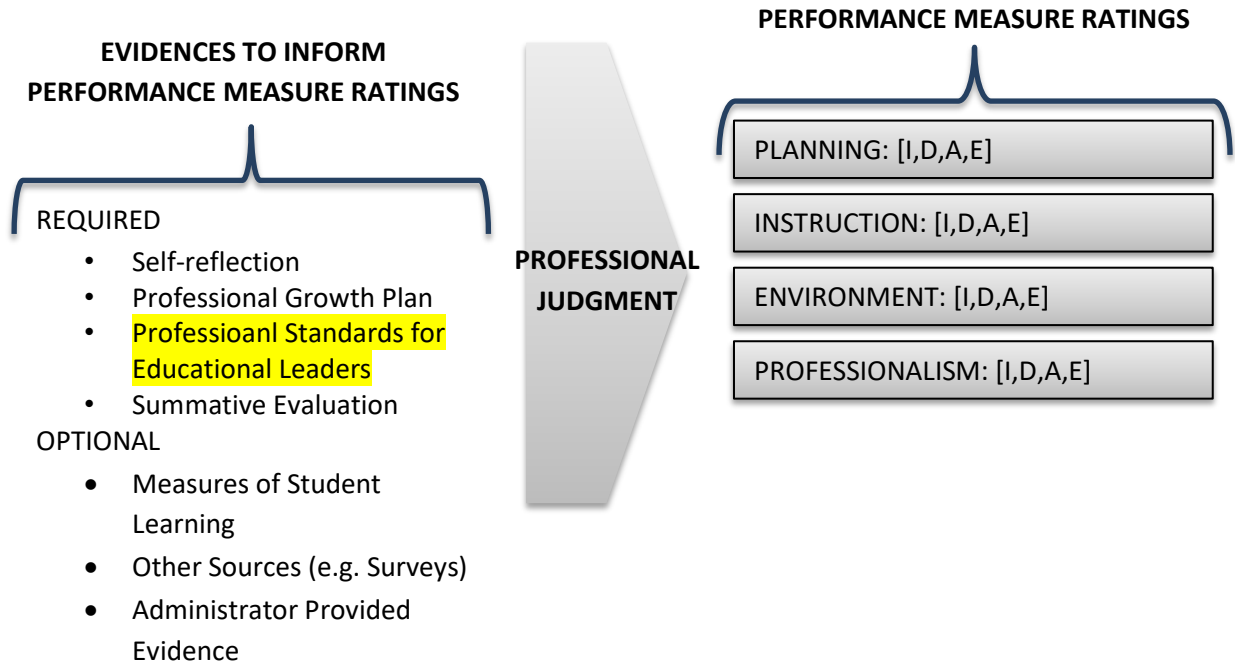 EVIDENCES TO INFORM
PERFORMANCE MEASURE RATINGS
REQUIRED
• Self-reflection
• Professional Growth Plan
• Professioanl Standards for
Educational Leaders
• Summative Evaluation
OPTIONAL
• Measures of Student
Learning
• Other Sources (e.g. Surveys)
• Administrator Provided
Evidence
PROFESSIONAL
JUDGMENT
PERFORMANCE MEASURE RATINGS
PLANNING: [I,D,A,E]
INSTRUCTION: [I,D,A,E]
ENVIRONMENT: [I,D,A,E]
PROFESSIONALISM: [I,D,A,E]